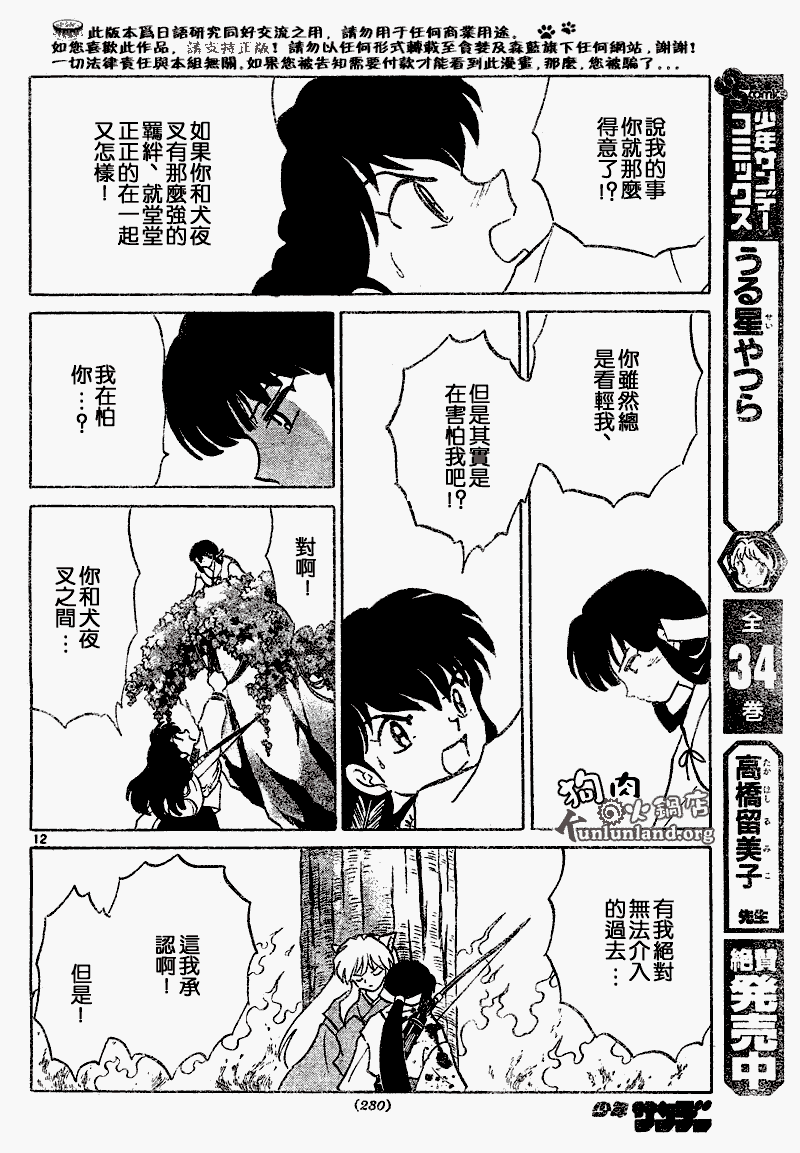 此版本爲日語研究同好交流之用，請勿用于任何商業用途。
如您喜歡此作品，請支持正版！請勿以任何形式轉載至貪婪及森藍旗下任何網站，謝謝！
一切法律責任與本組無關。如果您被告知需要付款才能看到此漫畫，那麼，您被騙了...
說我的事
你就那麼
得意了!?
如果你和犬夜
叉有那麼強的
羈絆、就堂堂
正正的在一起
又怎樣！
你雖然總
是看輕我、
但是其實是
在害怕我吧!?
我在怕
你…？
對啊！
你和犬夜
叉之間…
12
有我絕對
無法介入
的過去…
這我承
認啊！
但是！
狗肉火鍋店
Kunlunland.org
(280)
少年サンデー
comics
少年サンデー
コミックス
うる星やつら
せい
全
34
巻
高橋留美子
たかはしるみこ
先生
絶賛
発売中